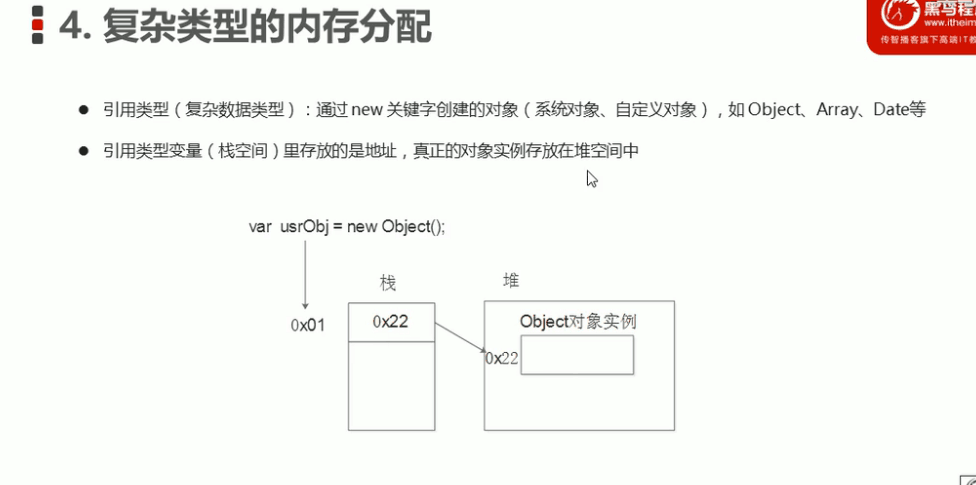 4. 复杂类型的内存分配
www.itheim
传智播客旗下高端IT教
引用类型（复杂数据类型）：通过 new 关键字创建的对象（系统对象、自定义对象），如 Object、Array、Date等
引用类型变量（栈空间）里存放的是地址，真正的对象实例存放在堆空间中
var usrObj = new Object();
栈
堆
0x01
0x22
Object对象实例
0x22